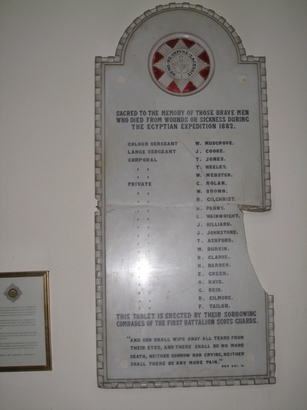 SACRED TO THE MEMORY OF THOSE BRAVE MEN
WHO DIED FROM WOUNDS OR SICKNESS DURING
THE EGYPTIAN EXPEDITION 1882.
COLOUR SERGEANT W. MUSGROVE.
LANCE SERGEANT J. COOKE.
CORPORAL T. JONES.
" " T. NEELEY.
" " W. WEBSTER.
PRIVATE C. NOLAN.
" " W. BROWN.
" " R. GILCHRIST.
" "
" " L. WAINWRIGHT.
" " J. HILLIARD.
" " J. JOHNSTONE.
" " T. ASHFORD.
" " W. DURKIN.
" " R. CLARKE.
" " H. BARBER.
" " E. GREEN.
" " A. HAYS.
" " G. REID.
" " R. GILMORE.
" " F. TAILOR.
THIS TABLET IS ERECTED BY THEIR SORROWING
COMRADES OF THE FIRST BATTALION SCOTS GUARDS.
"AND GOD SHALL WIPE AWAY ALL TEARS FROM
THEIR EYES, AND THERE SHALL BE NO MORE
DEATH, NEITHER SORROW NOR CRYING, NEITHER
SHALL THERE BE ANY MORE PAIN."